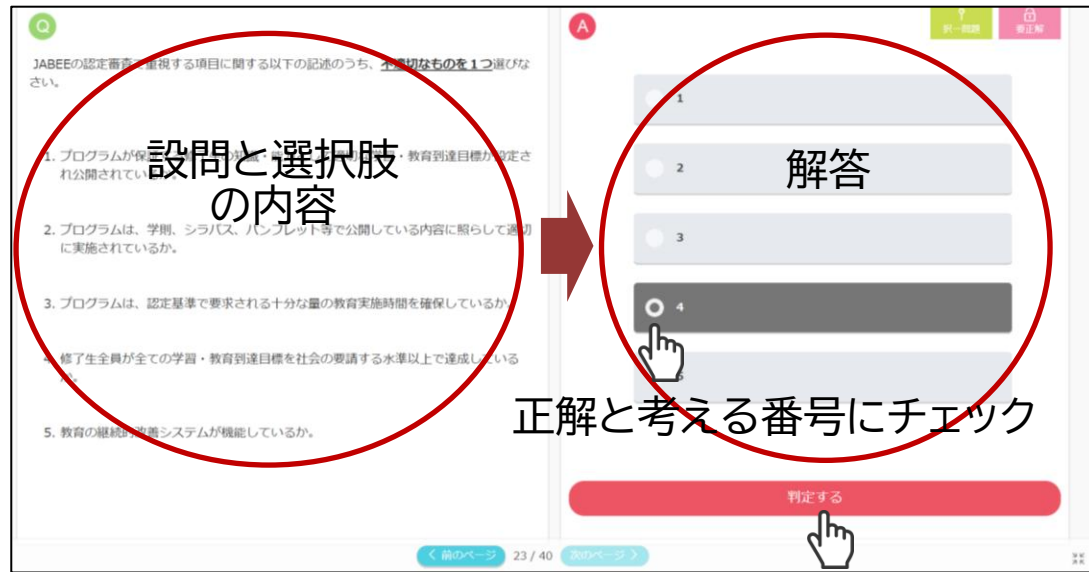 Q
JABEEの認定審査で重視する項目に関する以下の記述のうち、不適切なものを1つ選びな
さい。
1. プログラムが保
・教育到達目標が設定さ
れ公開されている
設問と選択肢
の内容
2. プログラムは、学則、シラバス、パンフレット等で公開している内容に照らして適切
に実施されているか。
3. プログラムは、認定基準で要求される十分な量の教育実施時間を確保しているか。
4. 修了生全員が全ての学習・教育到達目標を社会の要請する水準以上で達成している
か。
5. 教育の継続的改善システムが機能しているか。
A
択一問題
要正解
1
2
解答
3
4
5
正解と考える番号にチェック
判定する
< 前のページ 23 / 40 次のページ >